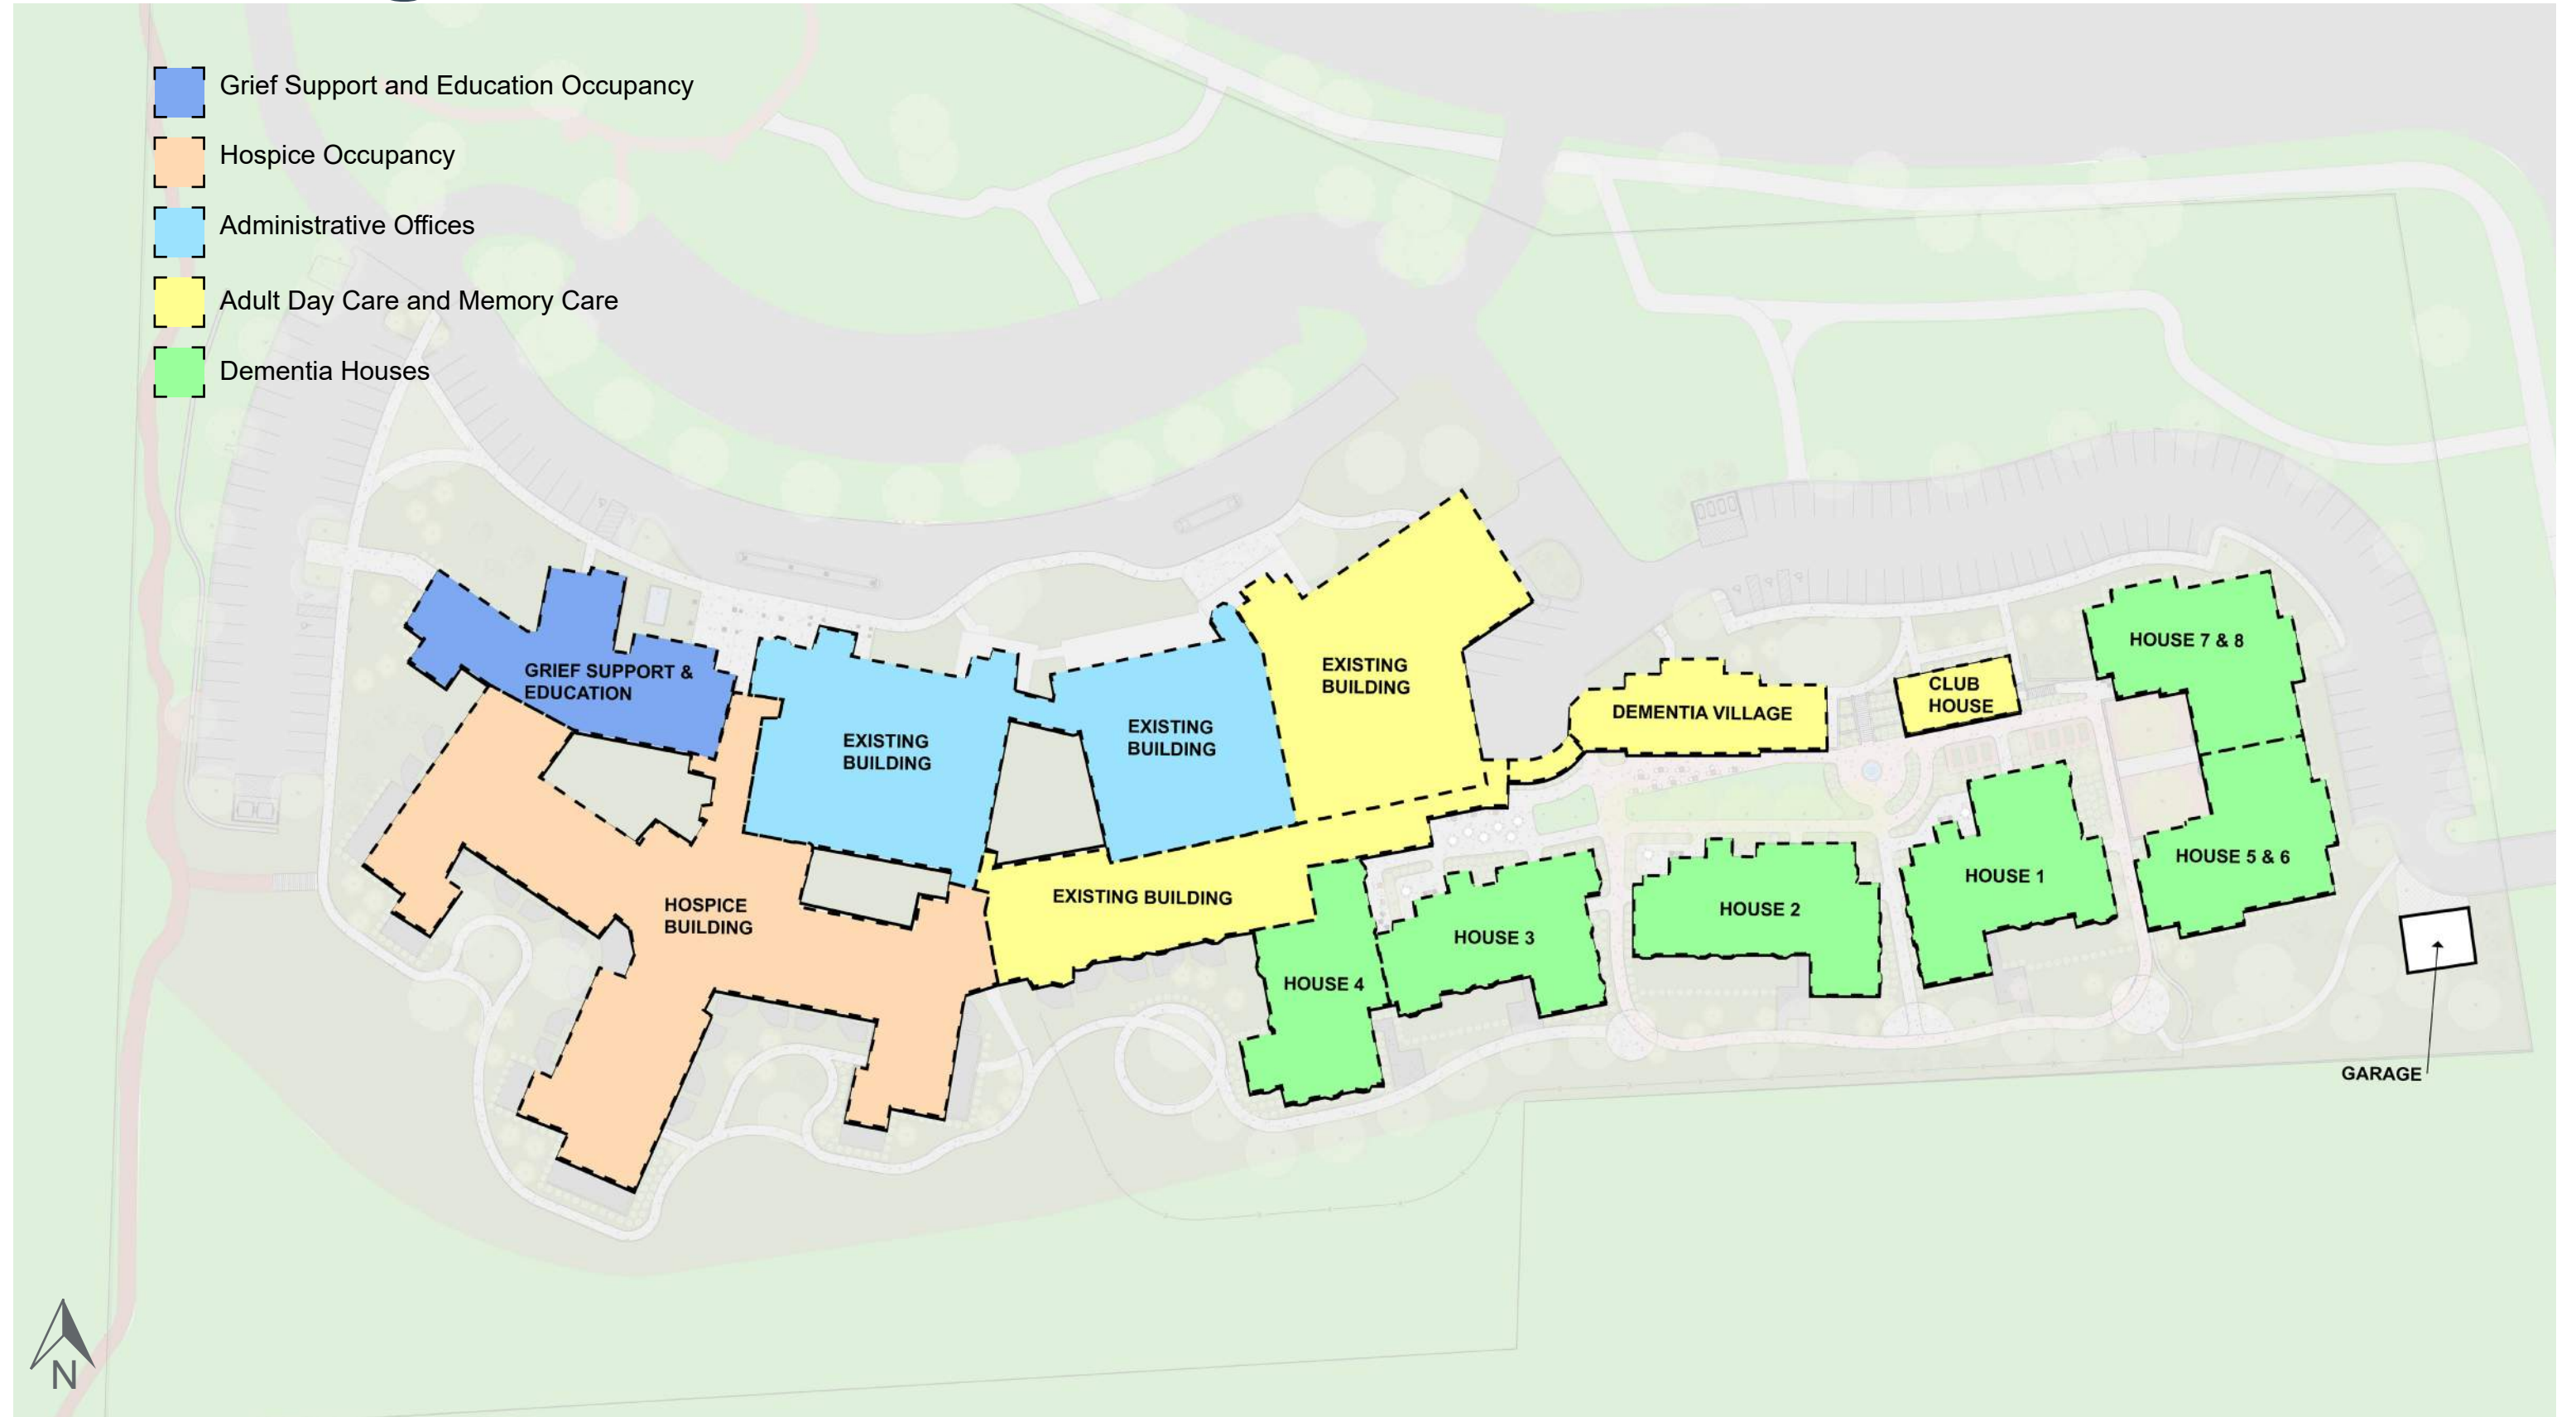 Grief Support and Education Occupancy
Hospice Occupancy
Administrative Offices
Adult Day Care and Memory Care
Dementia Houses
GRIEF SUPPORT &
EDUCATION
EXISTING
BUILDING
EXISTING
BUILDING
EXISTING
BUILDING
DEMENTIA VILLAGE
CLUB
HOUSE
HOUSE 7 & 8
HOSPICE
BUILDING
EXISTING BUILDING
HOUSE 4
HOUSE 3
HOUSE 2
HOUSE 1
HOUSE 5 & 6
GARAGE
N